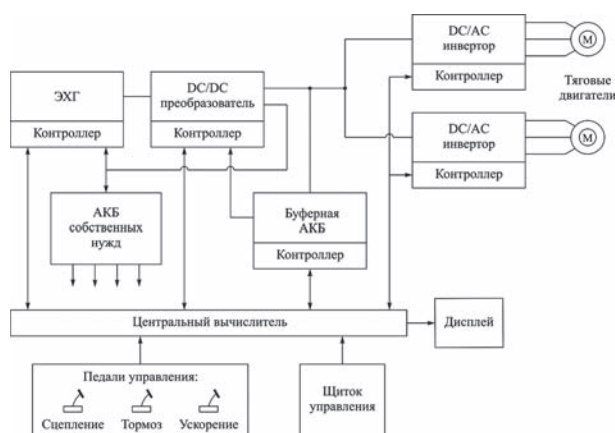 ЭХГ
Контроллер
DC/DC
преобразователь
Контроллер
DC/AC
инвертор
Контроллер
М
Тяговые
двигатели
DC/AC
инвертор
Контроллер
М
АКБ
собственных
нужд
Буферная
АКБ
Контроллер
Центральный вычислитель
Дисплей
Педали управления:
Сцепление Тормоз Ускорение
Щиток
управления